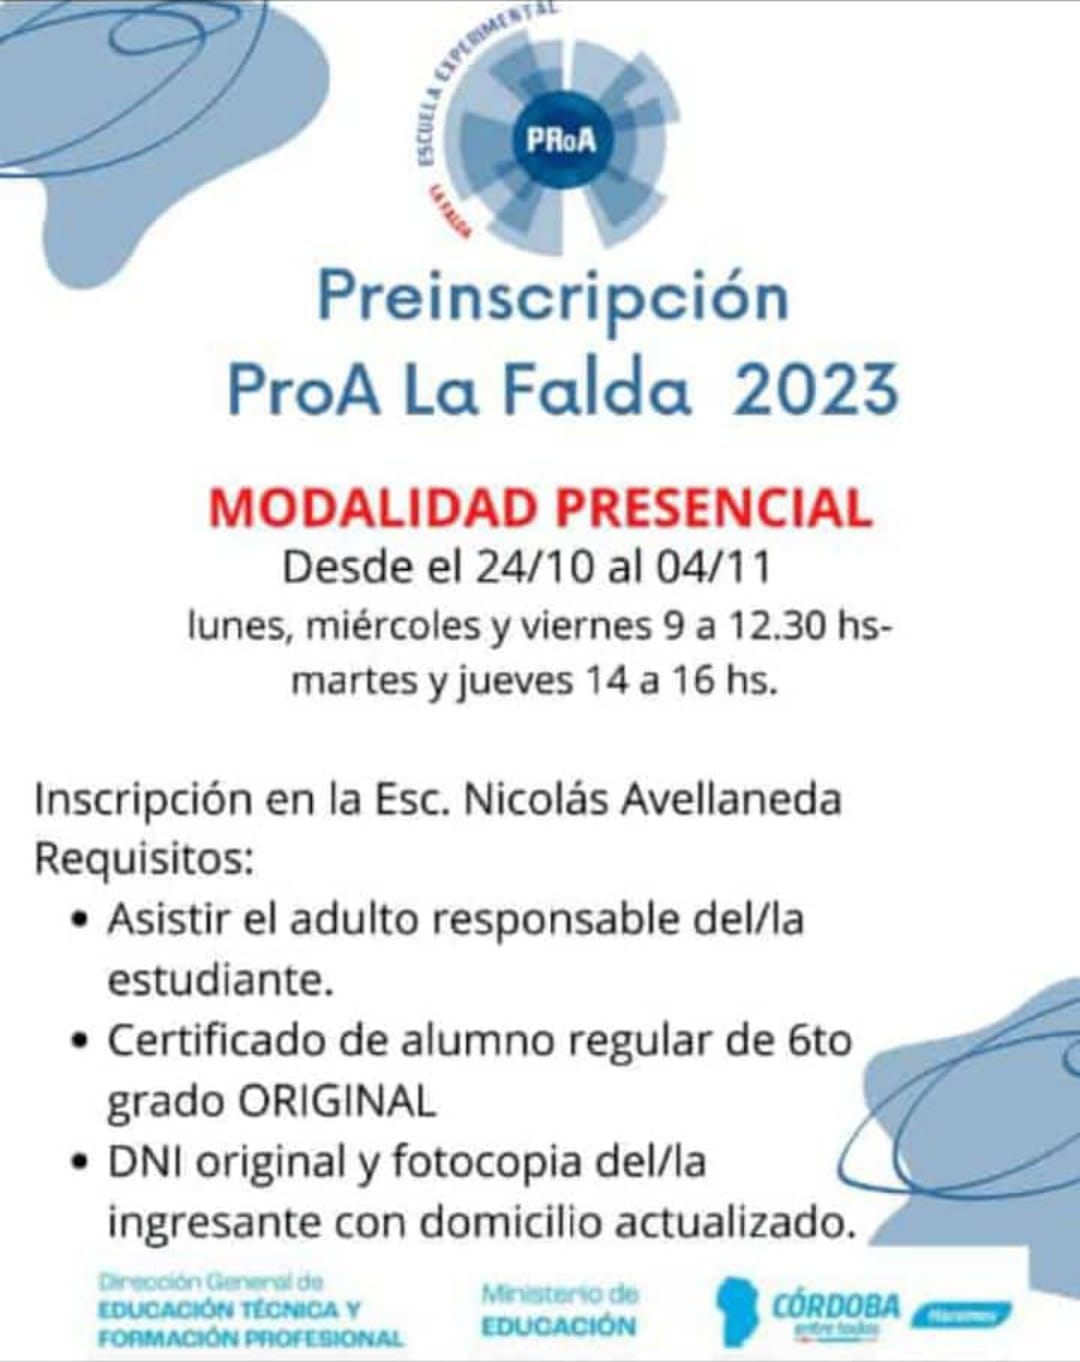 ESCUELA EXPERIMENTAL
LA FALDA
PRoA
Preinscripción
ProA La Falda 2023
MODALIDAD PRESENCIAL
Desde el 24/10 al 04/11
lunes, miércoles y viernes 9 a 12.30 hs-
martes y jueves 14 a 16 hs.
Inscripción en la Esc. Nicolás Avellaneda
Requisitos:
• Asistir el adulto responsable del/la
estudiante.
• Certificado de alumno regular de 6to
grado ORIGINAL
• DNI original y fotocopia del/la
ingresante con domicilio actualizado.
Dirección General de
EDUCACIÓN TÉCNICA Y
FORMACIÓN PROFESIONAL
Ministerio de
EDUCACIÓN
CÓRDOBA
entre todos